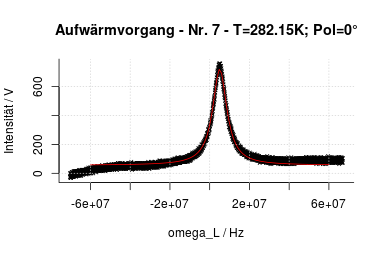 Aufwärmvorgang - Nr. 7 - T=282.15K; Pol=0°
Intensität / V
600
200
0
-6e+07 -2e+07 2e+07 6e+07
omega_L / Hz